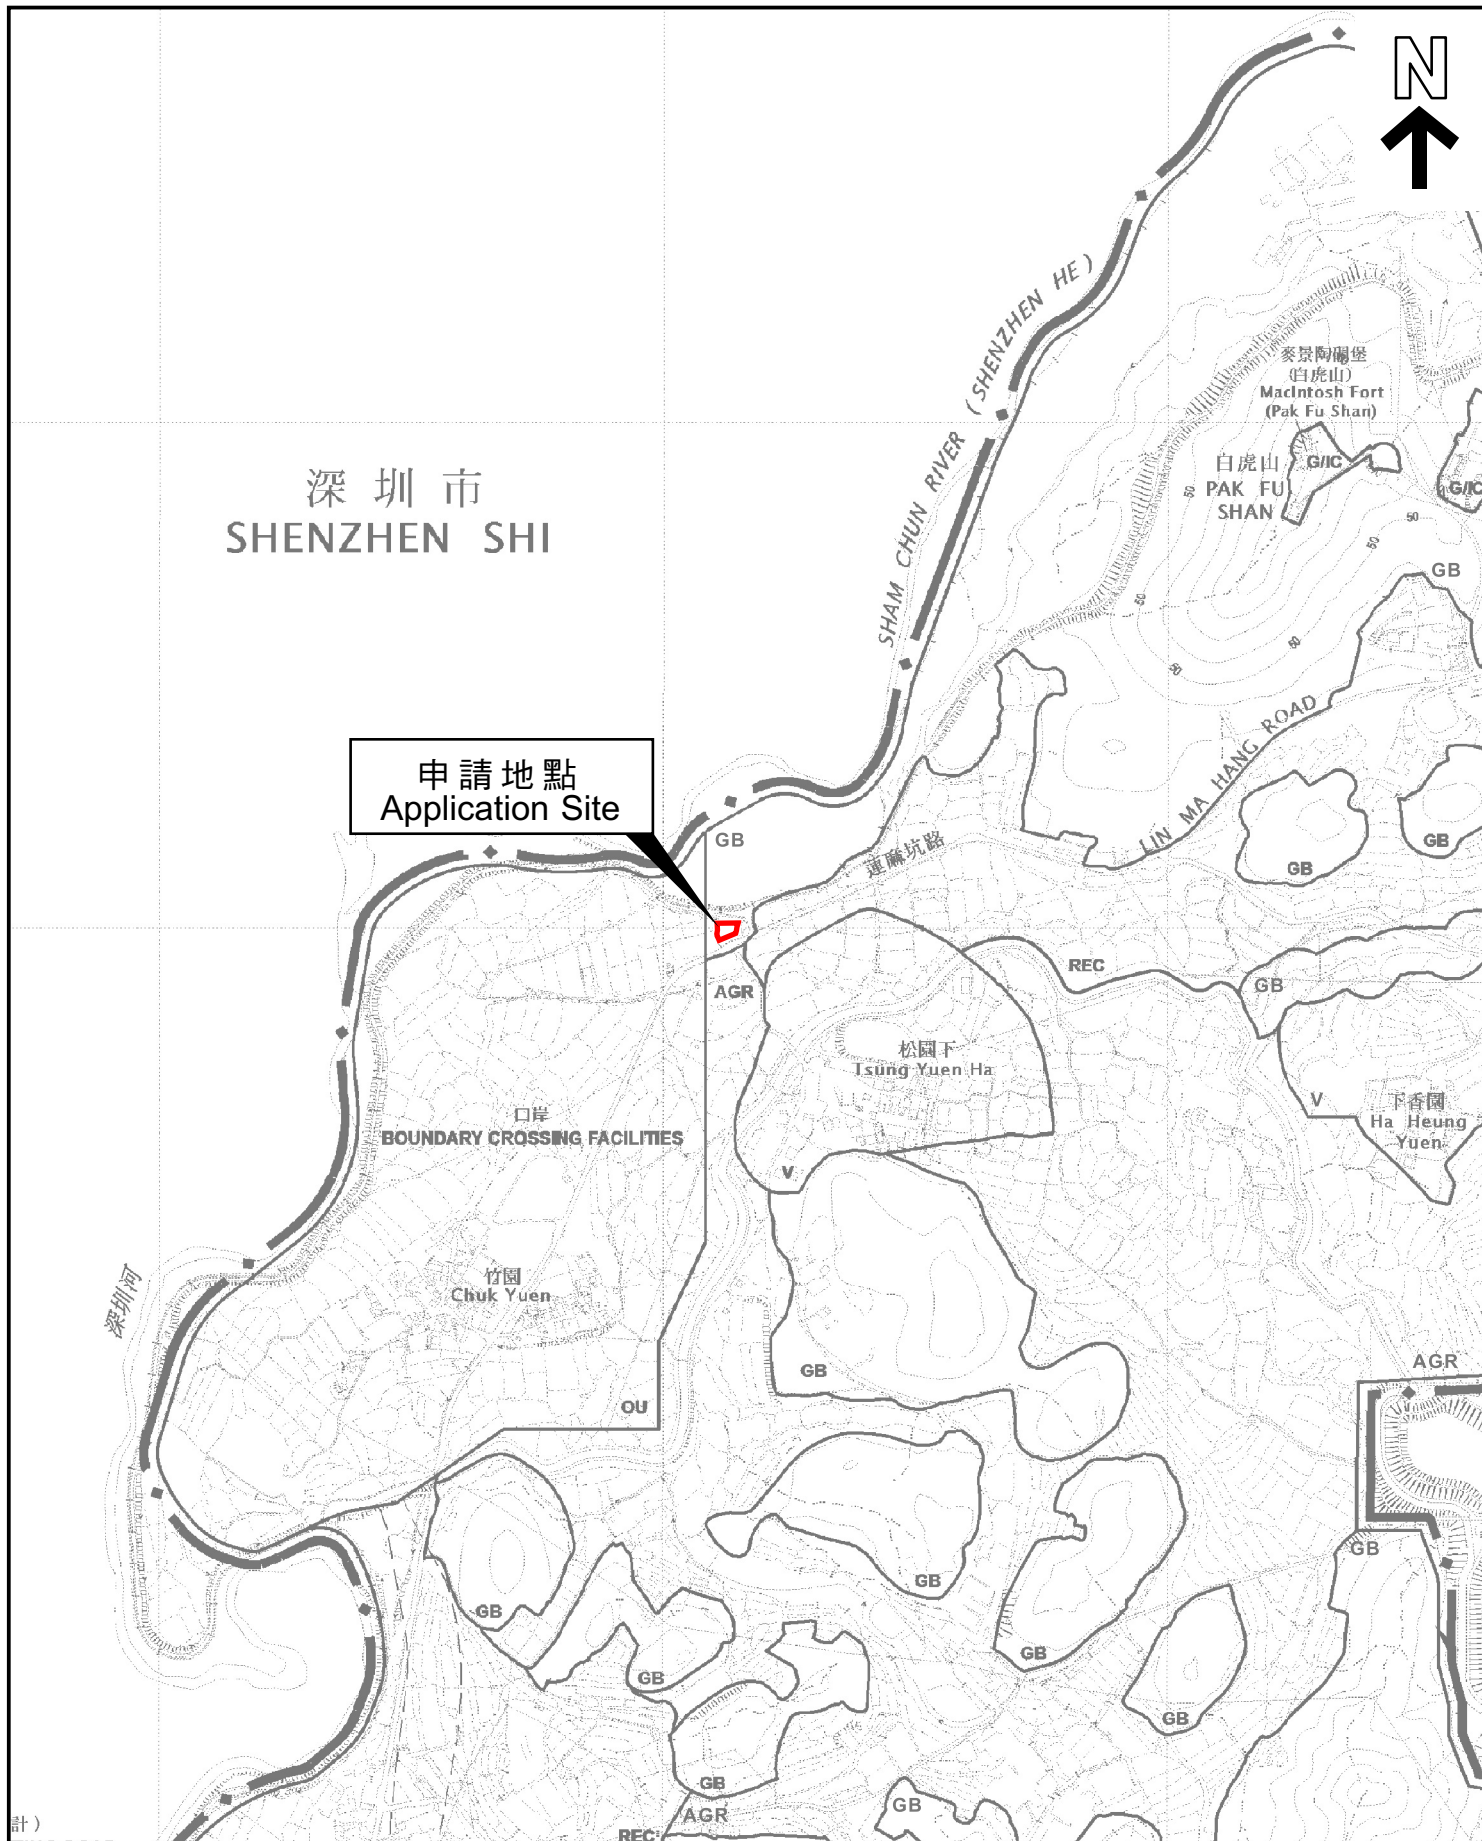 N
SHAM CHUN RIVER ( SHENZHEN HE )
麥景陶碉堡
(白虎山)
MacIntosh Fort
(Pak Fu Shan)
白虎山
PAK FU
SHAN
G/IC
G/IC
50
50
50
50
50
50
GB
深圳市
SHENZHEN SHI
申請地點
Application Site
GB
蓮麻坑路
LIN MA HANG ROAD
GB
GB
REC
GB
AGR
松園下
Tsung Yuen Ha
V
下香園
Ha Heung
Yuen
口岸
BOUNDARY CROSSING FACILITIES
V
深圳河
竹園
Chuk Yuen
GB
OU
AGR
GB
GB
GB
GB
GB
GB
GB
GB
AGR
REC
計)